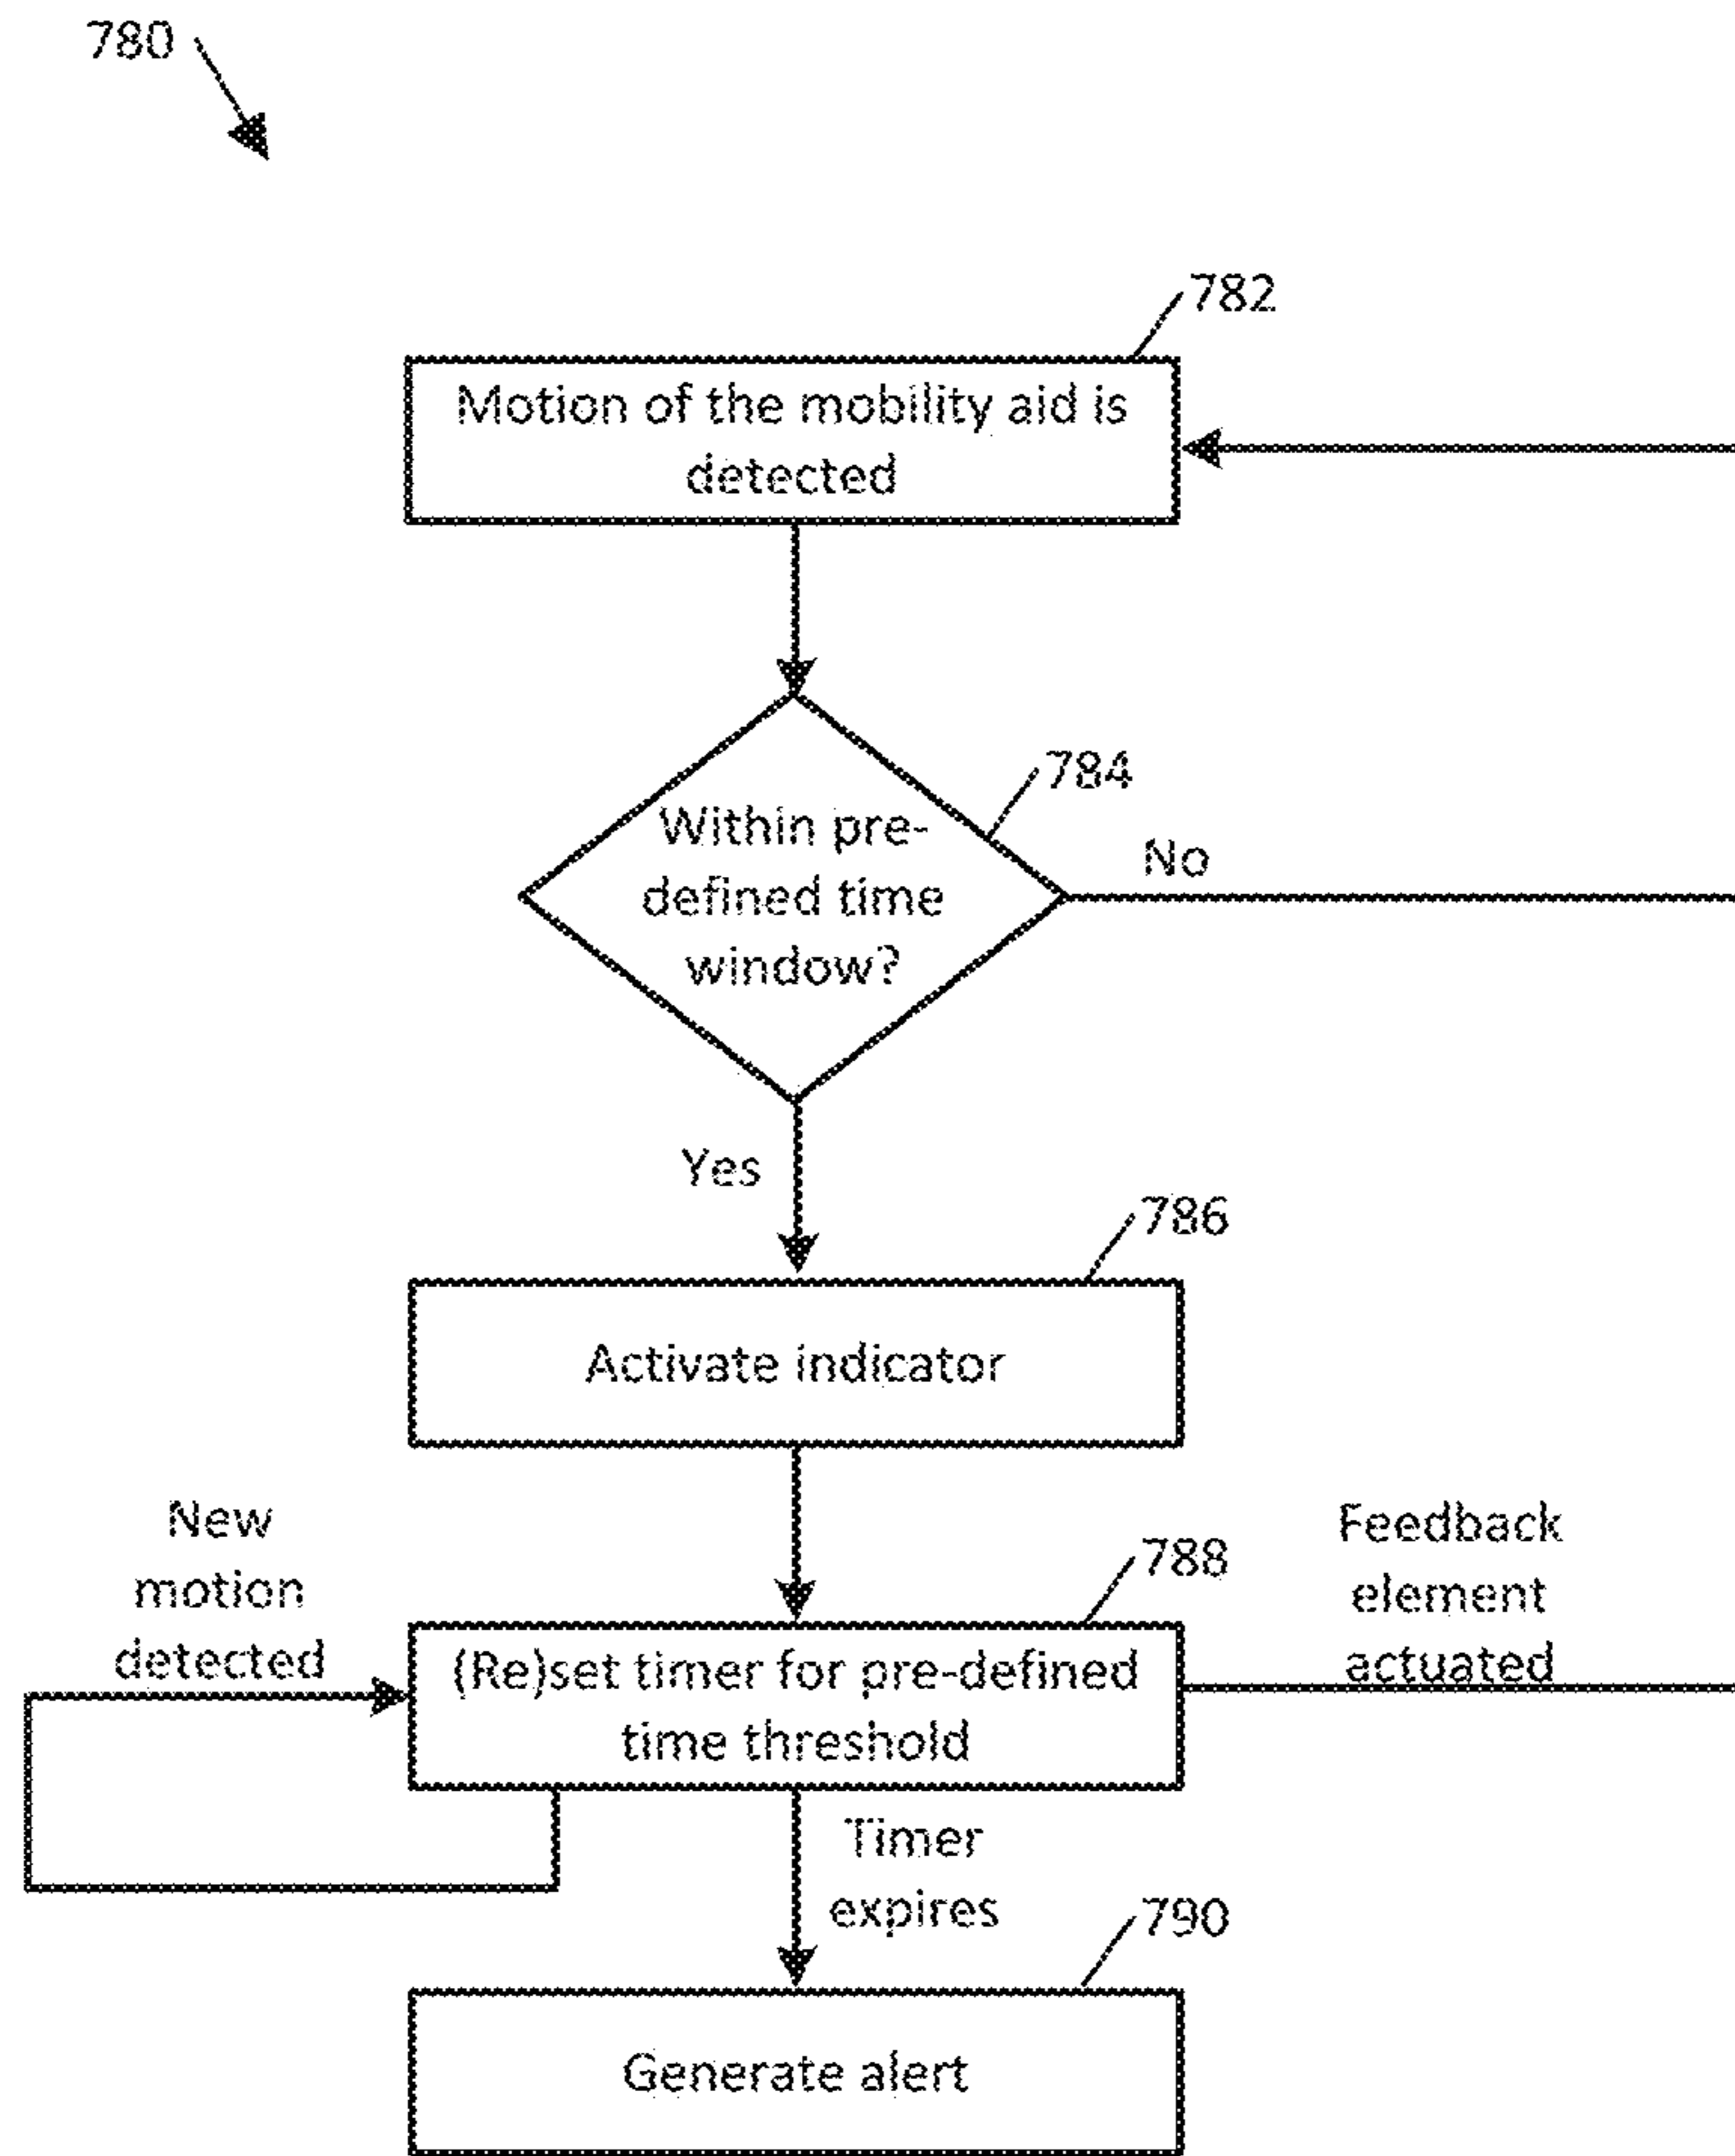 780
782
Motion of the mobility aid is
detected
784
Within pre-
defined time
window?
No
Yes
786
Activate indicator
New
motion
detected
788
Feedback
element
actuated
(Re)set timer for pre-defined
time threshold
Timer
expires
790
Generate alert